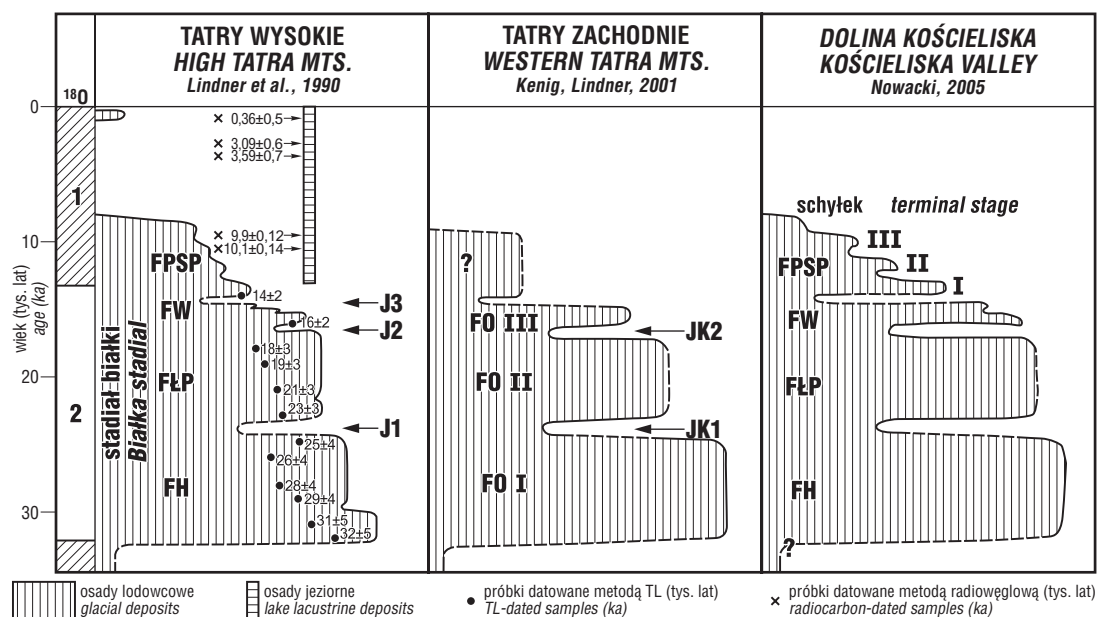 TATRY WYSOKIE
HIGH TATRA MTS.
Lindner et al., 1990
TATRY ZACHODNIE
WESTERN TATRA MTS.
Kenig, Lindner, 2001
DOLINA KOŚCIELISKA
KOŚCIELISKA VALLEY
Nowacki, 2005
18O
0
10
20
30
wiek (tys. lat)
age (ka)
1
2
stadiał białki
Białka stadial
× 0,36±0,5
× 3,09±0,6
× 3,59±0,7
× 9,9±0,12
× 10,1±0,14
FPSP
14±2
FW
16±2
18±3
19±3
FŁP
21±3
23±3
25±4
26±4
FH
28±4
29±4
31±5
32±5
J3
J2
J1
?
FO III
FO II
FO I
JK2
JK1
schyłek terminal stage
III
II
I
FPSP
FW
FŁP
FH
?
osady lodowcowe
glacial deposits
osady jeziorne
lake lacustrine deposits
próbki datowane metodą TL (tys. lat)
TL-dated samples (ka)
× próbki datowane metodą radiowęglową (tys. lat)
radiocarbon-dated samples (ka)